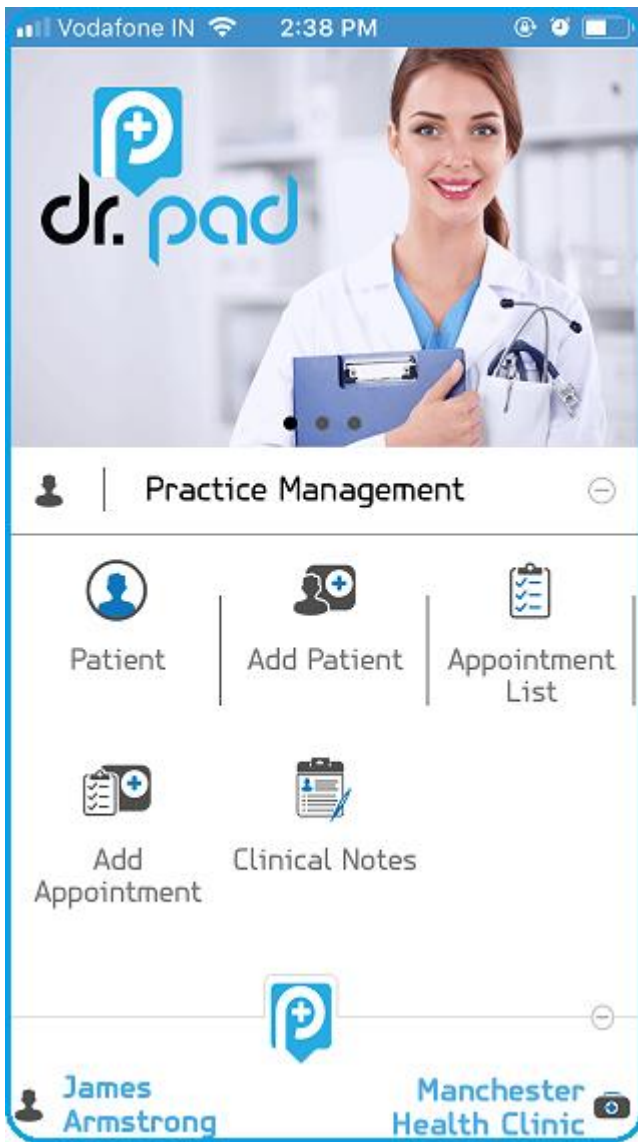 Vodafone IN 2:38 PM
dr. pad
Practice Management
Patient
Add Patient
Appointment
List
Add
Appointment
Clinical Notes
James
Armstrong
Manchester
Health Clinic